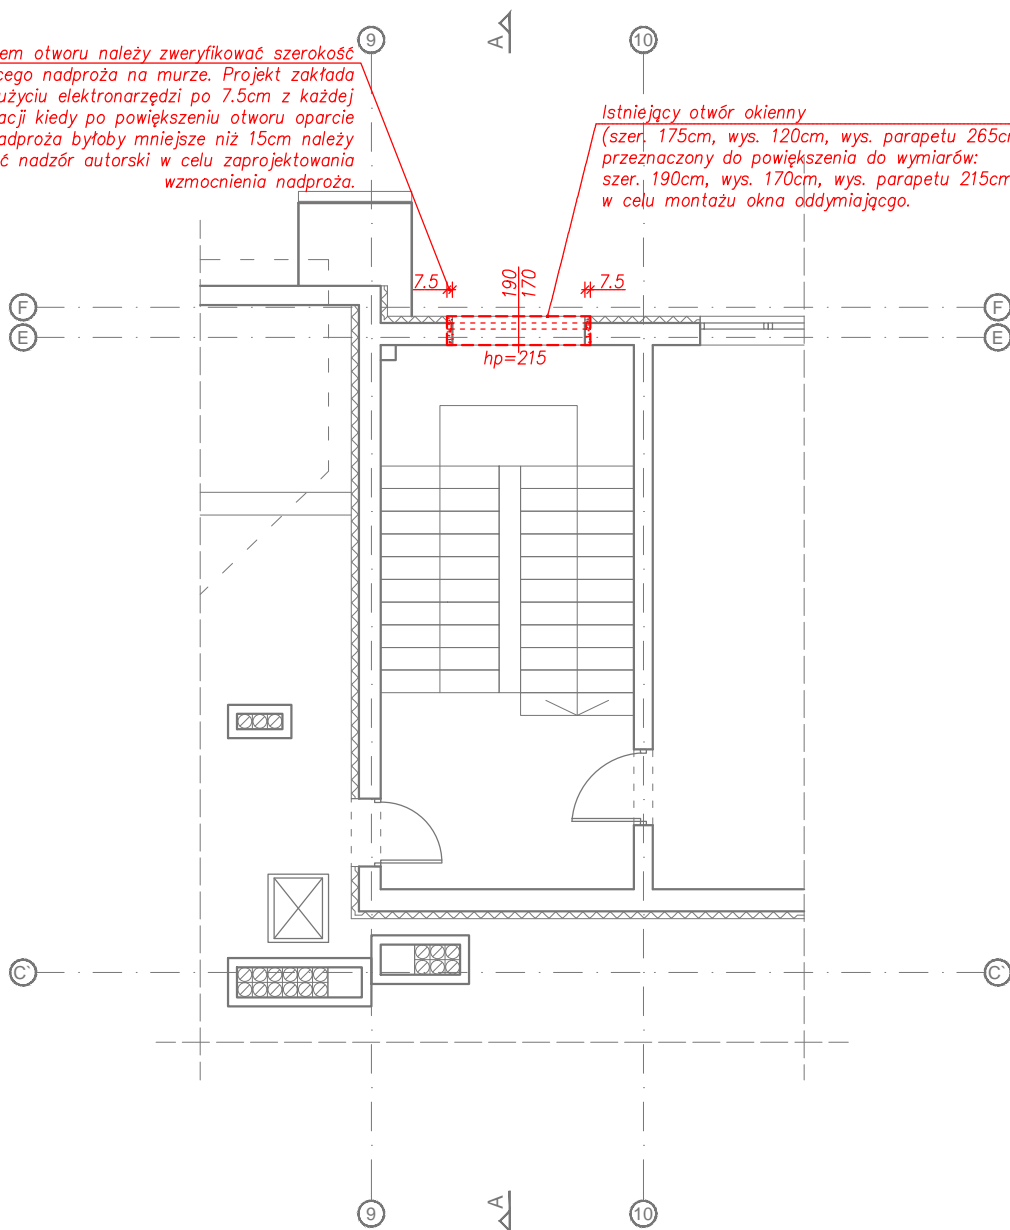 9
10
A
em otworu należy zweryfikować szerokość
cego nadproża na murze. Projekt zakłada
użyciu elektronarzędzi po 7.5cm z każdej
acji kiedy po powiększeniu otworu oparcie
adproża byłoby mniejsze niż 15cm należy
ć nadzór autorski w celu zaprojektowania
wzmocnienia nadproża.
Istniejący otwór okienny
(szer. 175cm, wys. 120cm, wys. parapetu 265cm
przeznaczony do powiększenia do wymiarów:
szer. 190cm, wys. 170cm, wys. parapetu 215cm
w celu montażu okna oddymiającgo.
7.5
190
170
7.5
F
F
E
E
hp=215
C'
C'
A
9
10